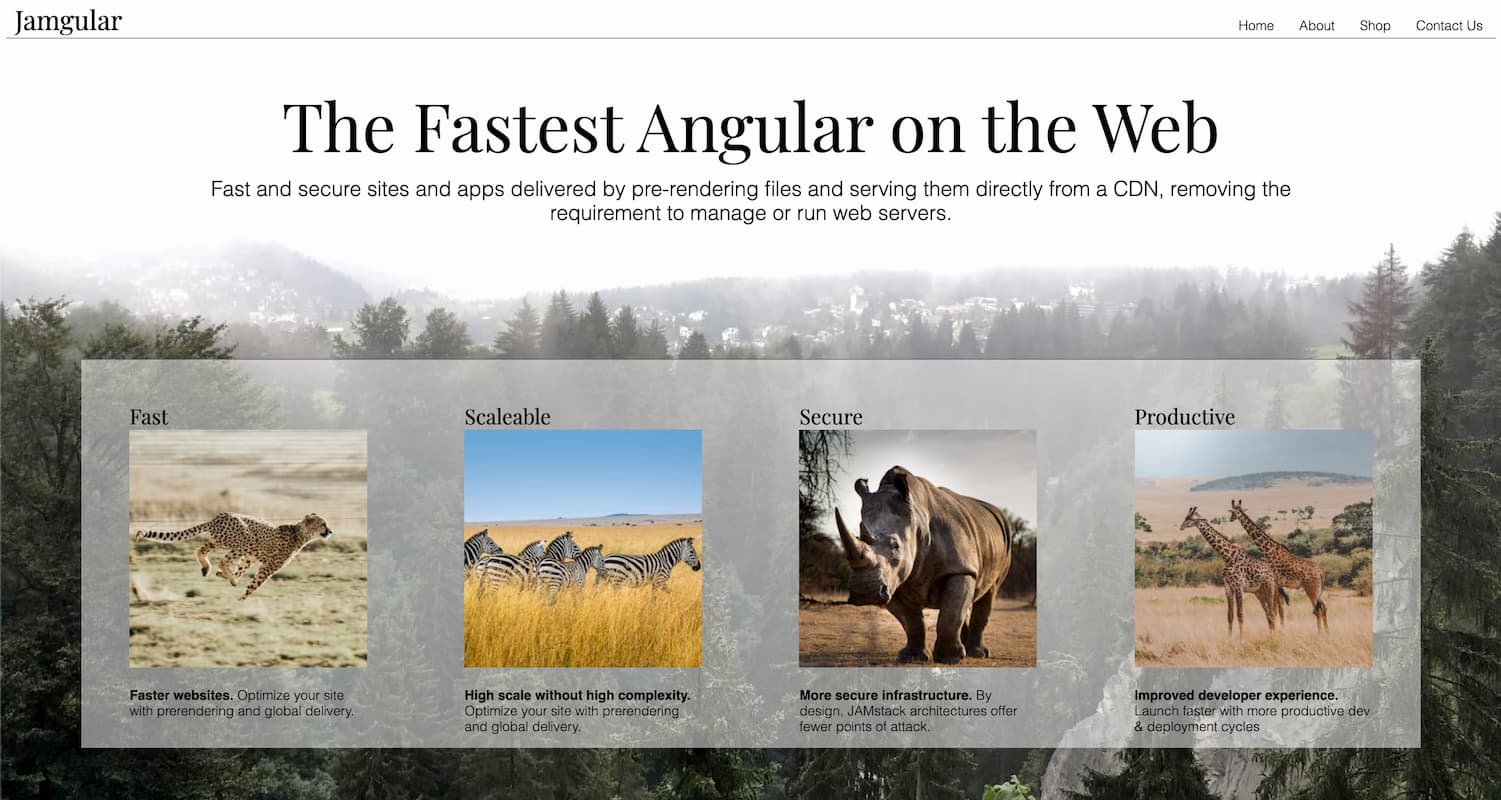 Jamgular
Home About Shop Contact Us
The Fastest Angular on the Web
Fast and secure sites and apps delivered by pre-rendering files and serving them directly from a CDN, removing the
requirement to manage or run web servers.
Fast
Faster websites. Optimize your site
with prerendering and global delivery.
Scaleable
High scale without high complexity.
Optimize your site with prerendering
and global delivery.
Secure
More secure infrastructure. By
design, JAMstack architectures offer
fewer points of attack.
Productive
Improved developer experience.
Launch faster with more productive dev
& deployment cycles